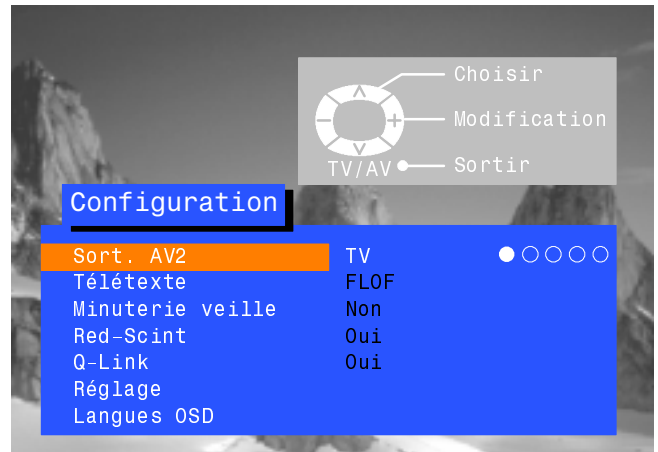 Choisir
Modification
TV/AV Sortir
Configuration
Sort. AV2 TV
Télétexte FLOF
Minuterie veille Non
Red-Scint Oui
Q-Link Oui
Réglage
Langues OSD